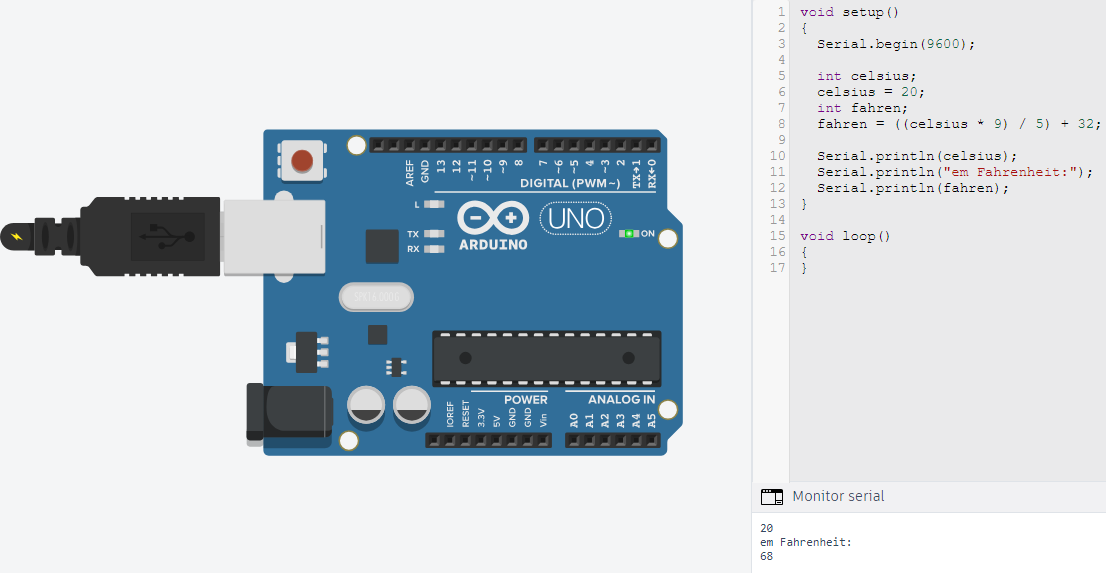 AREF
GND
13
12
~11
~10
~9
8
7
~6
~5
4
~3
2
TX→1
RX←0
DIGITAL (PWM~)
L
TX
RX
ARDUINO
UNO
ON
POWER
ANALOG IN
IOREF
RESET
3.3V
5V
GND
GND
Vin
A0
A1
A2
A3
A4
A5
1 void setup()
2 {
3 Serial.begin(9600);
4
5 int celsius;
6 celsius = 20;
7 int fahren;
8 fahren = ((celsius * 9) / 5) + 32;
9
10 Serial.println(celsius);
11 Serial.println("em Fahrenheit:");
12 Serial.println(fahren);
13 }
14
15 void loop()
16 {
17 }
Monitor serial
20
em Fahrenheit:
68